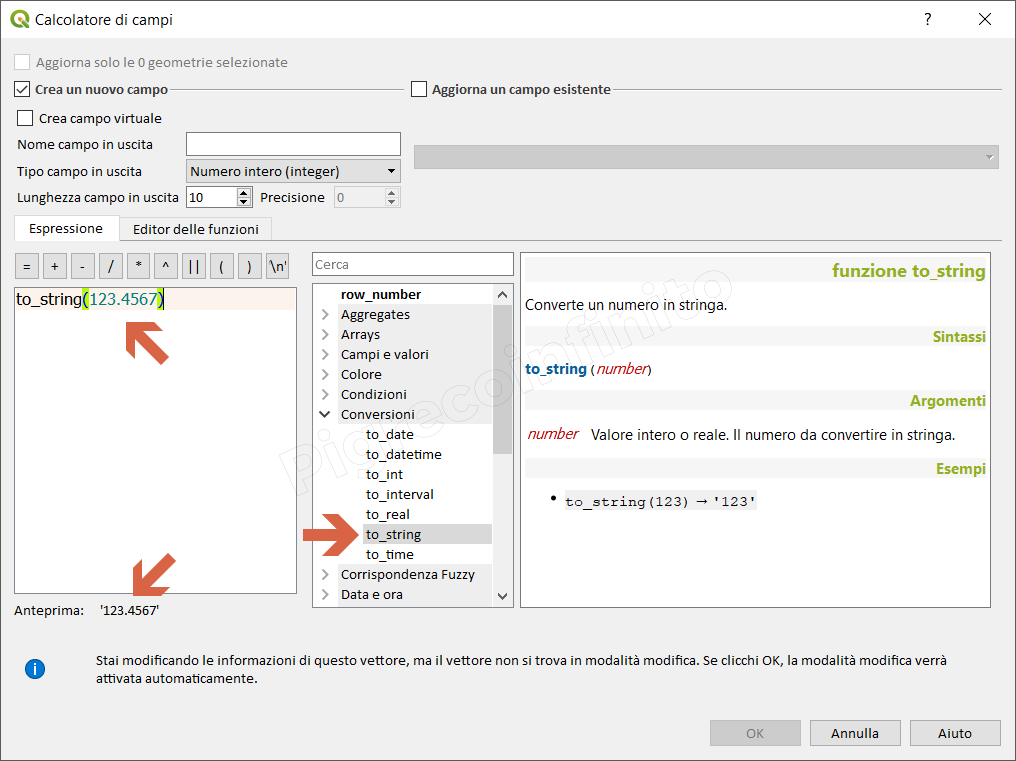 Calcolatore di campi
?
Aggiorna solo le 0 geometrie selezionate
Crea un nuovo campo
Aggiorna un campo esistente
Crea campo virtuale
Nome campo in uscita
Tipo campo in uscita Numero intero (integer)
Lunghezza campo in uscita 10 Precisione 0
Espressione Editor delle funzioni
= + - / * ^ || ( ) '\n'
to_string(123.4567)
Anteprima: '123.4567'
Cerca
row_number
Aggregates
Arrays
Campi e valori
Colore
Condizioni
Conversioni
to_date
to_datetime
to_int
to_interval
to_real
to_string
to_time
Corrispondenza Fuzzy
Data e ora
funzione to_string
Converte un numero in stringa.
Sintassi
to_string (number)
Argomenti
number Valore intero o reale. Il numero da convertire in stringa.
Esempi
• to_string(123) → '123'
Pigrecoinfinito
Stai modificando le informazioni di questo vettore, ma il vettore non si trova in modalità modifica. Se clicchi OK, la modalità modifica verrà
attivata automaticamente.
OK Annulla Aiuto